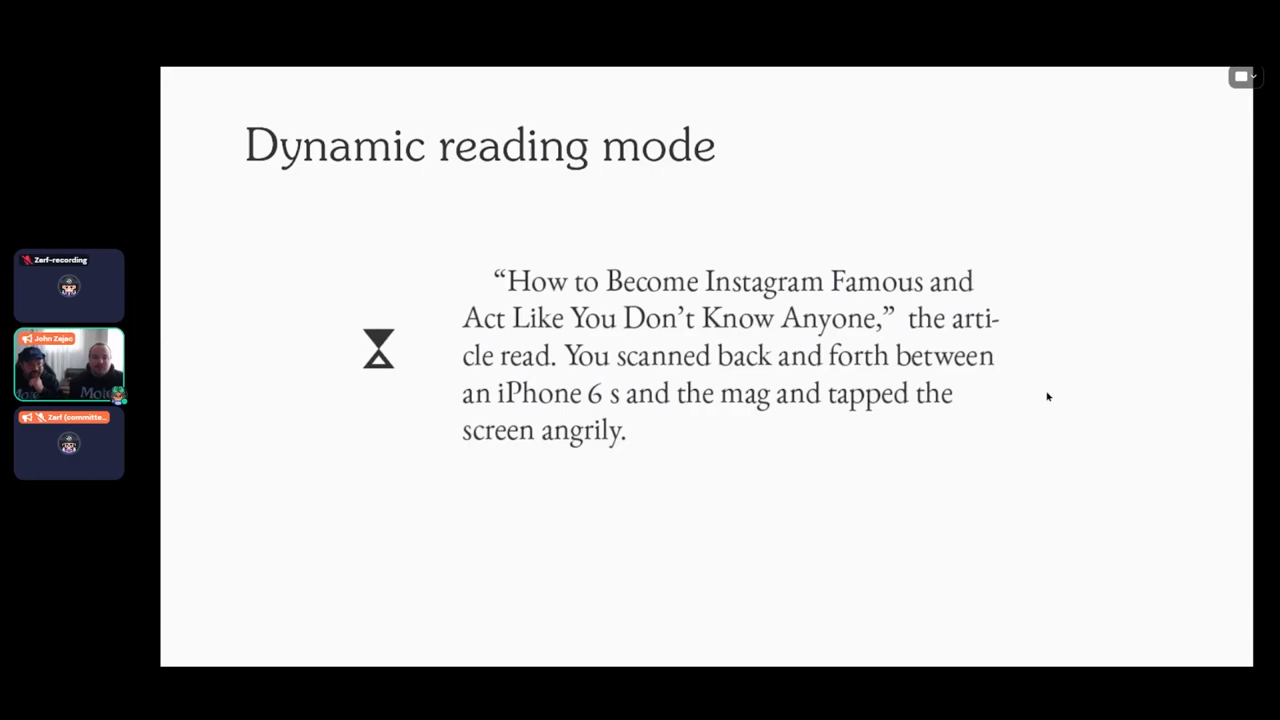 Dynamic reading mode
“How to Become Instagram Famous and
Act Like You Don’t Know Anyone,”  the arti-
cle read. You scanned back and forth between
an iPhone 6 s and the mag and tapped the
screen angrily.
Zarf-recording
John Zajac
Zarf (committe...